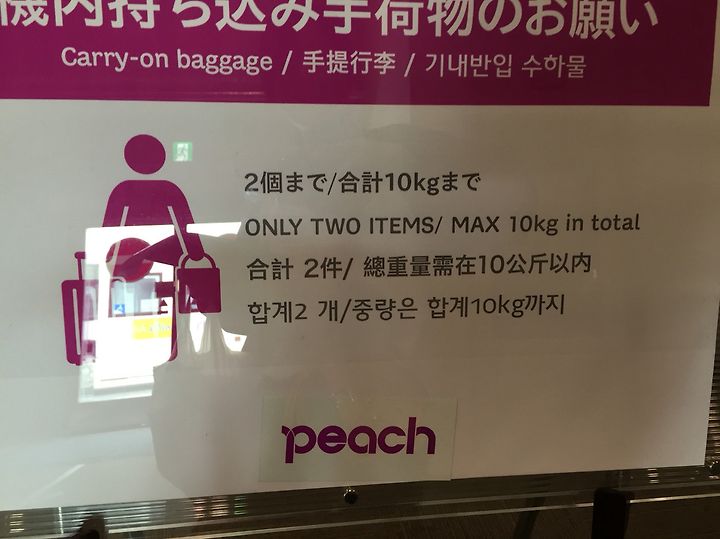 機内持ち込み手荷物のお願い
Carry-on baggage / 手提行李 / 기내반입 수하물
2個まで/合計10kgまで
ONLY TWO ITEMS/ MAX 10kg in total
合計 2件/ 總重量需在10公斤以内
합계2 개/중량은 합계10kg까지
peach